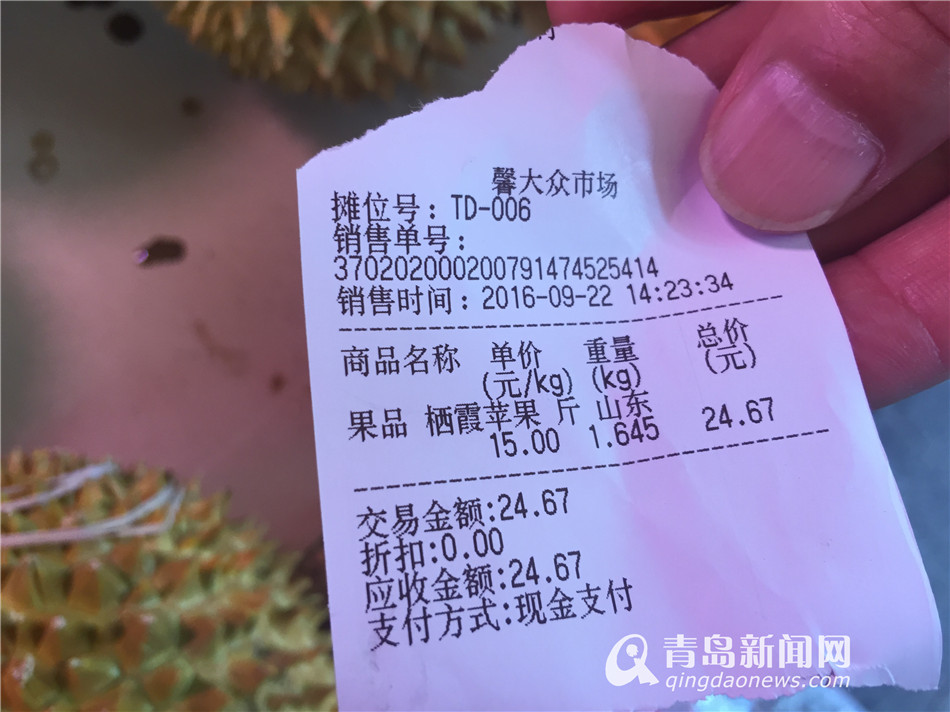 馨大众市场
摊位号：TD-006
销售单号：
370202000200791474525414
销售时间：2016-09-22 14:23:34
商品名称 单价 重量 总价
(元/kg) (kg) (元)
果品 栖霞苹果 斤 山东
15.00 1.645 24.67
交易金额:24.67
折扣:0.00
应收金额:24.67
支付方式:现金支付
青岛新闻网
qingdaonews.com